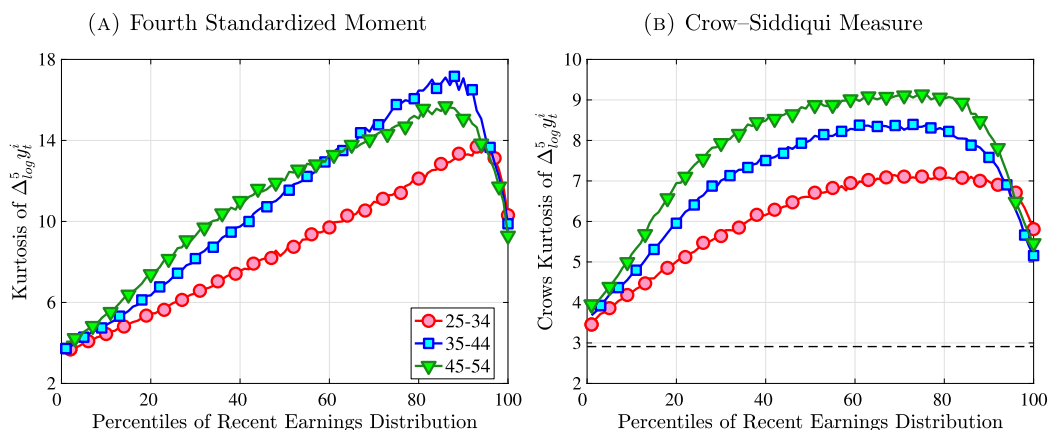 (A) Fourth Standardized Moment
Kurtosis of Δ⁵_log yⁱ_t
18
14
10
6
2
0 20 40 60 80 100
Percentiles of Recent Earnings Distribution
25-34
35-44
45-54
(B) Crow–Siddiqui Measure
Crows Kurtosis of Δ⁵_log yⁱ_t
10
9
8
7
6
5
4
3
2
0 20 40 60 80 100
Percentiles of Recent Earnings Distribution